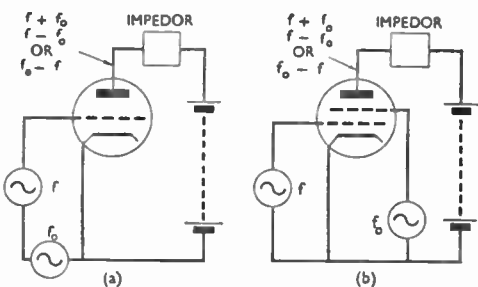 f + f₀
f − f₀
OR
f₀ − f
IMPEDOR
f
f₀
(a)
f + f₀
f − f₀
OR
f₀ − f
IMPEDOR
f
f₀
(b)